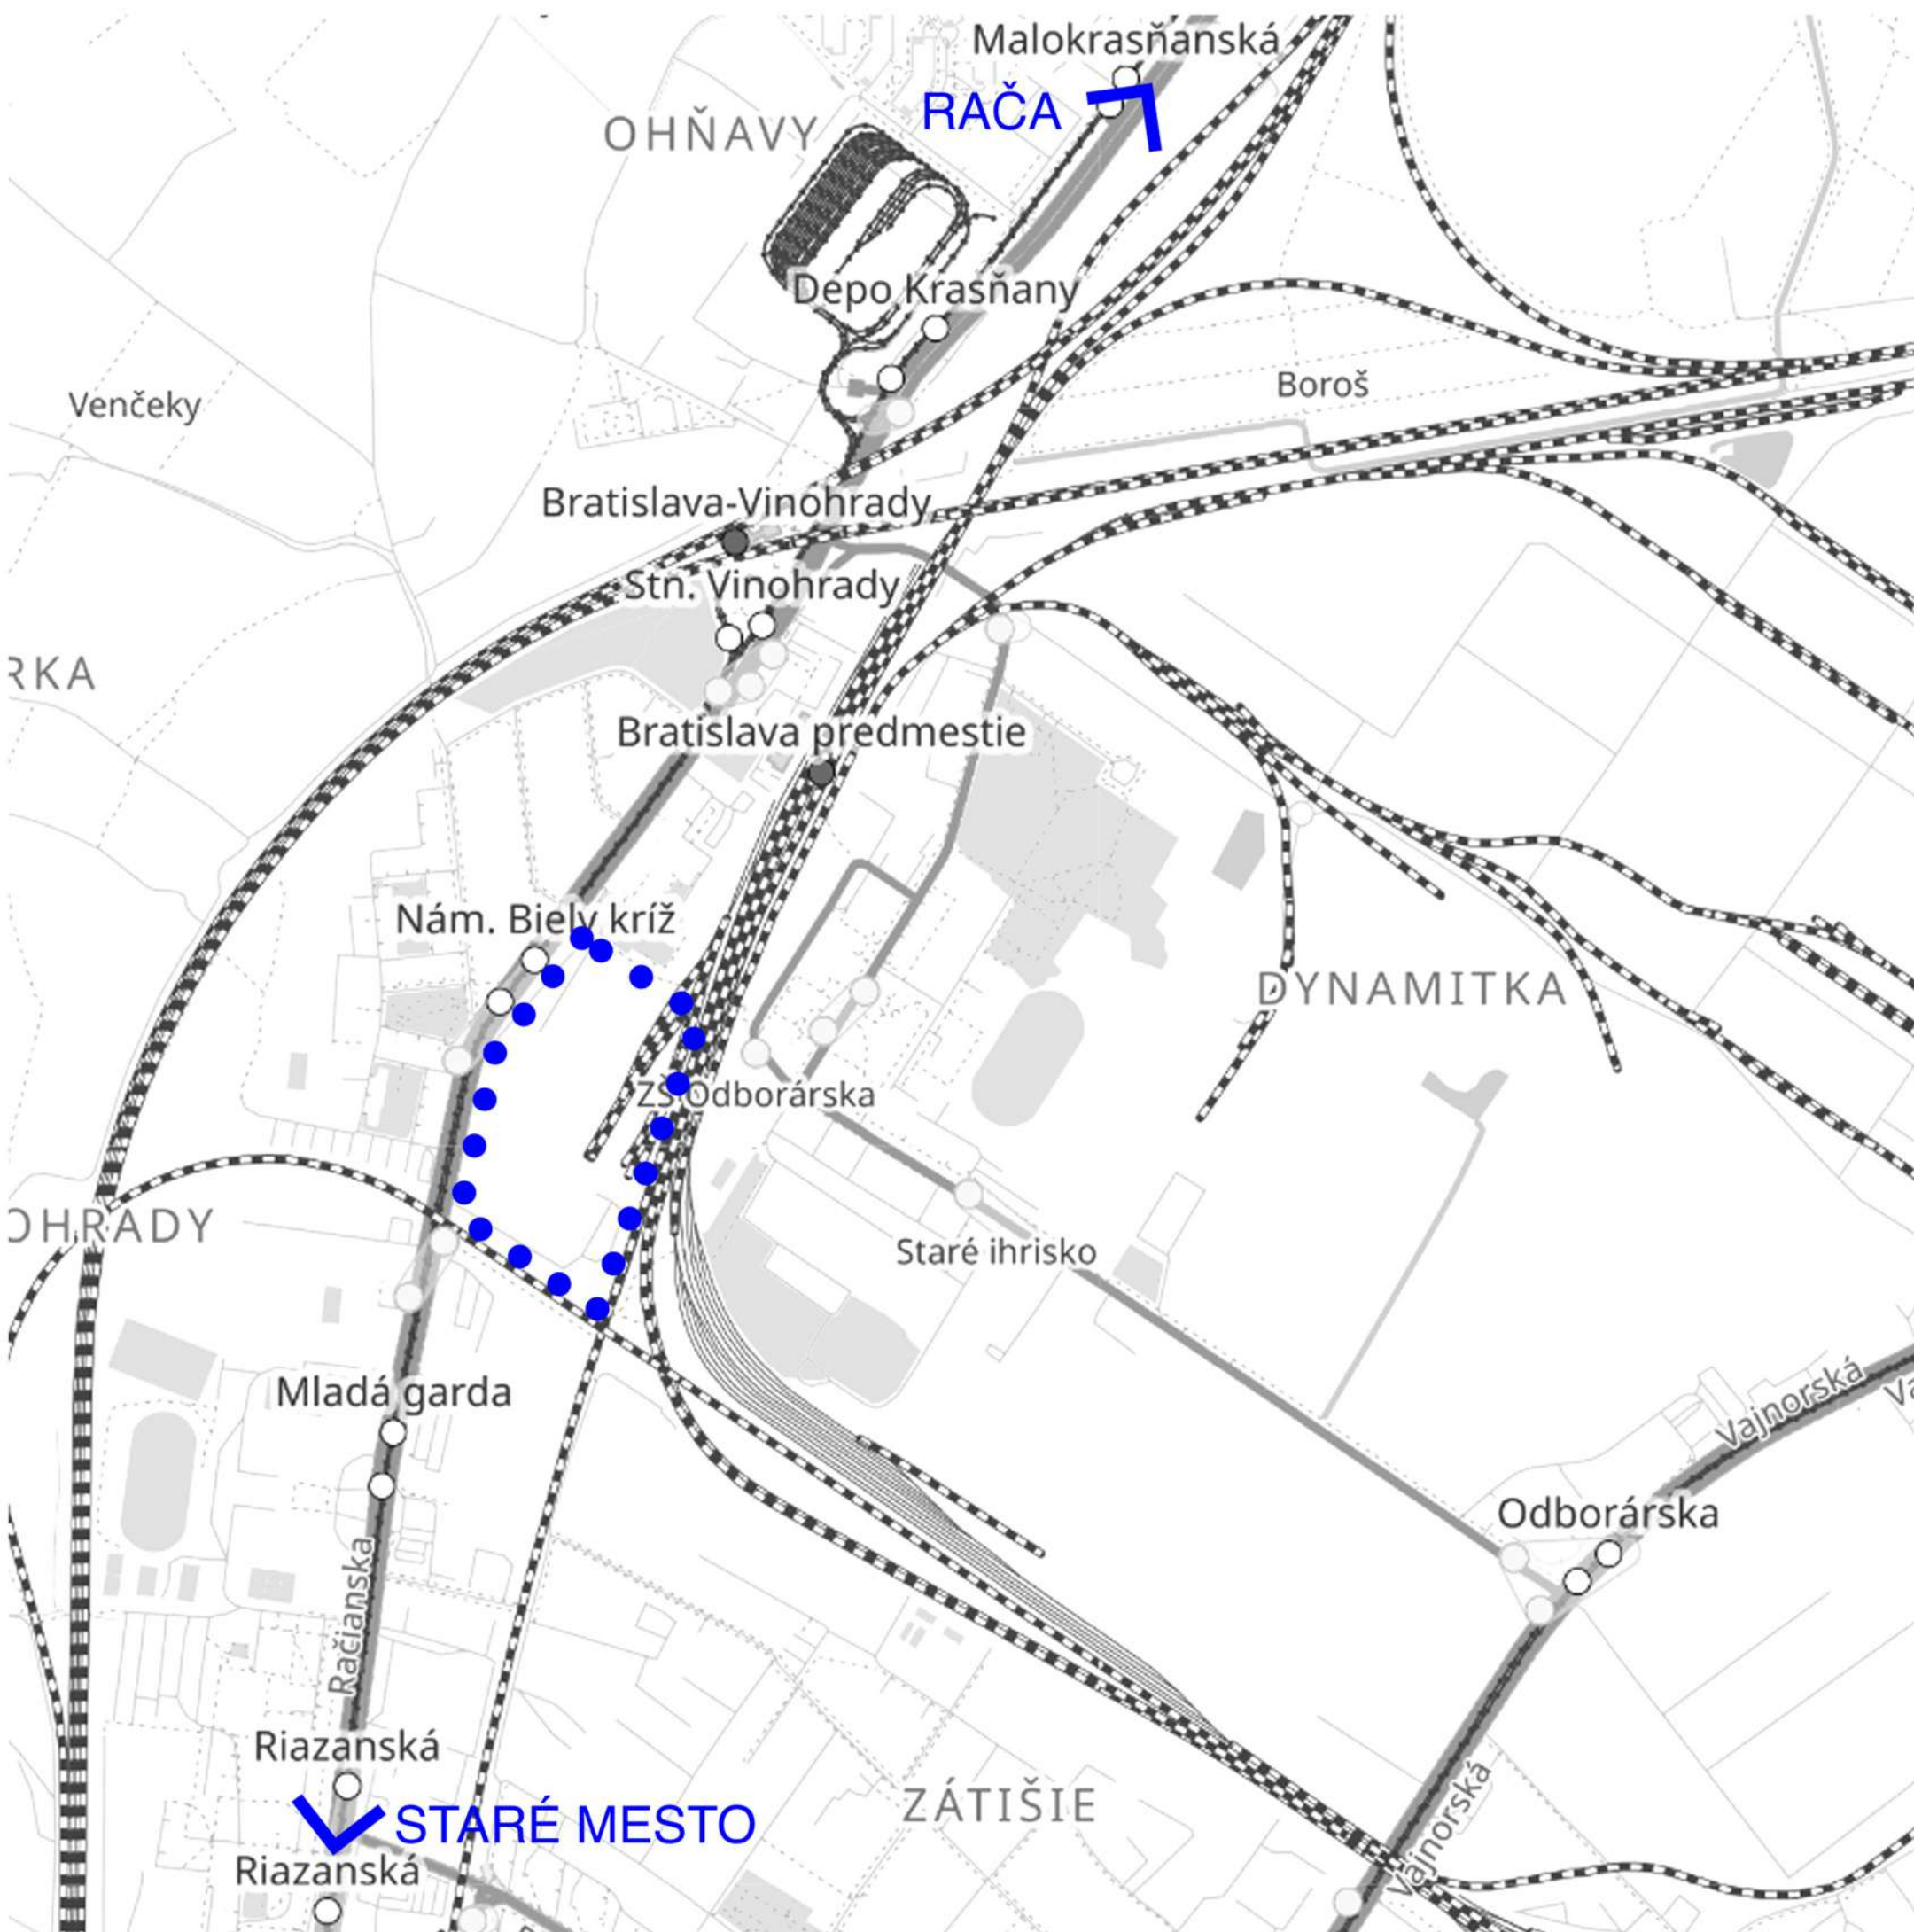 Malokrasňanská
RAČA
OHŇAVY
Depo Krasňany
Boroš
Venčeky
Bratislava-Vinohrady
Stn. Vinohrady
RKA
Bratislava predmestie
Nám. Biely kríž
DYNAMITKA
ZŠ Odborárska
OHRADY
Staré ihrisko
Vajnorská
Va
Mladá garda
Odborárska
Račianska
Riazanská
ZÁTIŠIE
Vajnorská
STARÉ MESTO
Riazanská